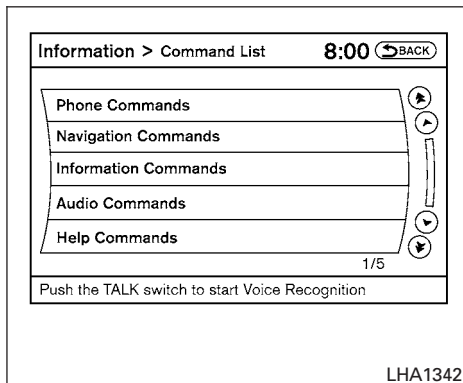 Information > Command List 8:00 BACK
Phone Commands
Navigation Commands
Information Commands
Audio Commands
Help Commands
1/5
Push the TALK switch to start Voice Recognition
LHA1342